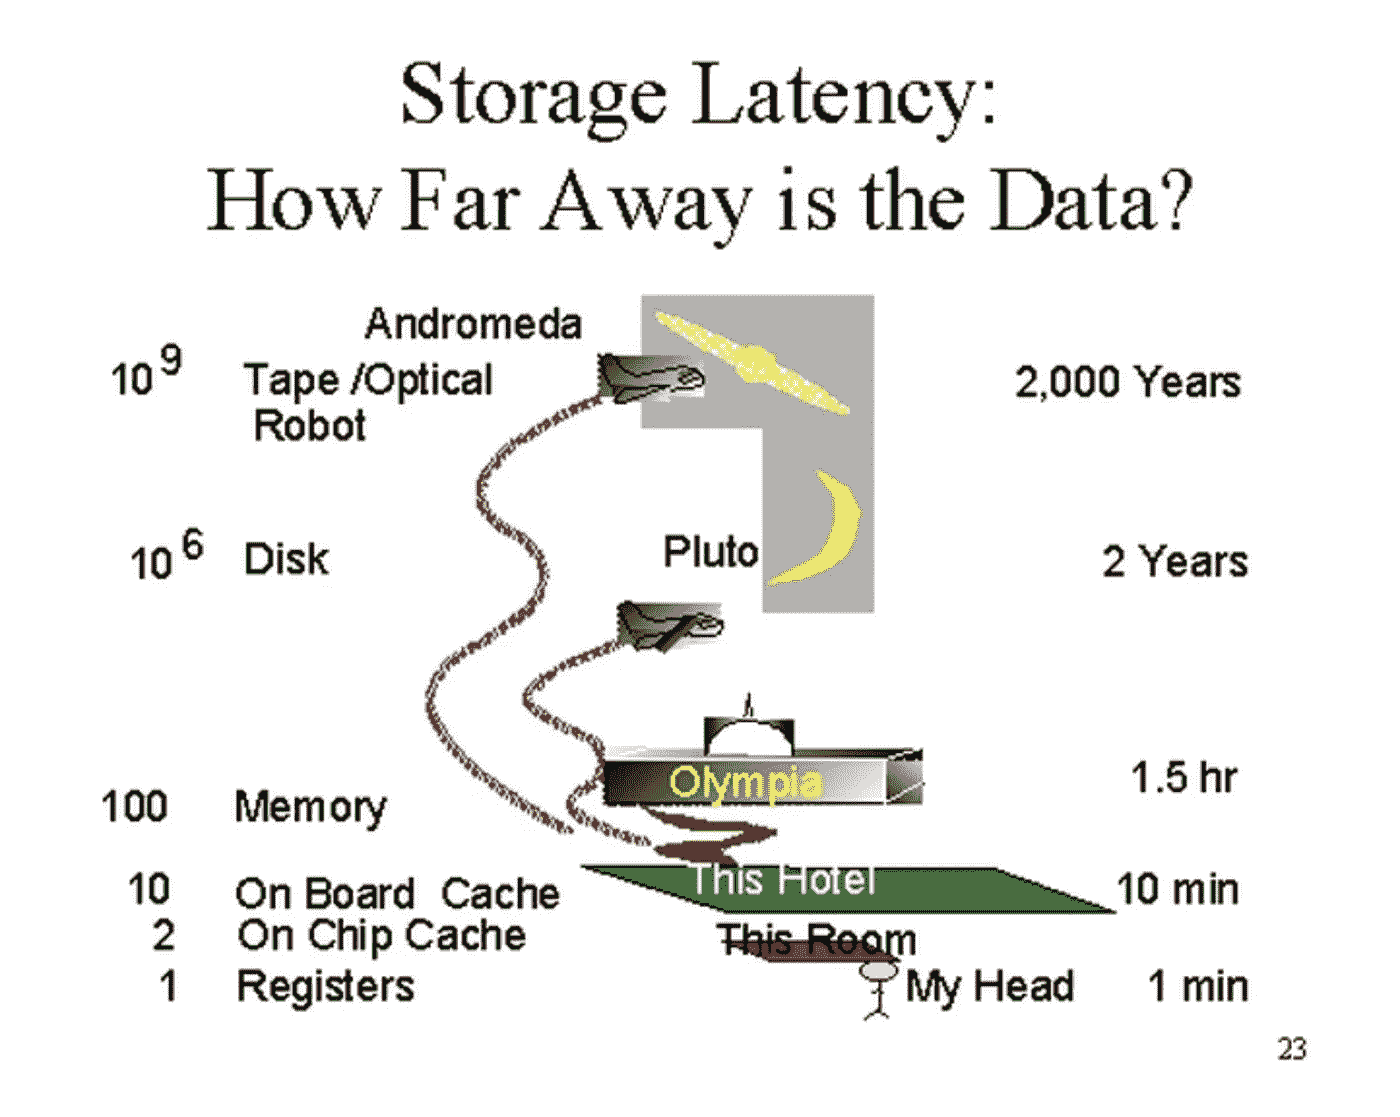 Storage Latency:
How Far Away is the Data?
Andromeda
10 9 Tape /Optical 2,000 Years
Robot
10 6 Disk Pluto 2 Years
Olympia 1.5 hr
100 Memory
This Hotel
10 On Board Cache 10 min
2 On Chip Cache This Room
1 Registers My Head 1 min
23